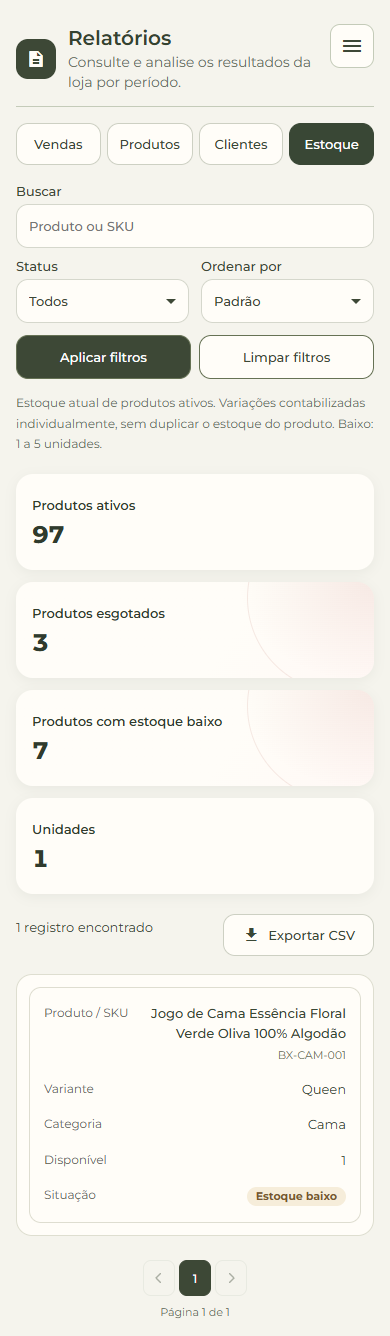 Relatórios
Consulte e analise os resultados da
loja por período.
Vendas
Produtos
Clientes
Estoque
Buscar
Produto ou SKU
Status
Ordenar por
Todos
Padrão
Aplicar filtros
Limpar filtros
Estoque atual de produtos ativos. Variações contabilizadas
individualmente, sem duplicar o estoque do produto. Baixo:
1 a 5 unidades.
Produtos ativos
97
Produtos esgotados
3
Produtos com estoque baixo
7
Unidades
1
1 registro encontrado
Exportar CSV
Produto / SKU
Jogo de Cama Essência Floral
Verde Oliva 100% Algodão
BX-CAM-001
Variante
Queen
Categoria
Cama
Disponível
1
Situação
Estoque baixo
1
Página 1 de 1